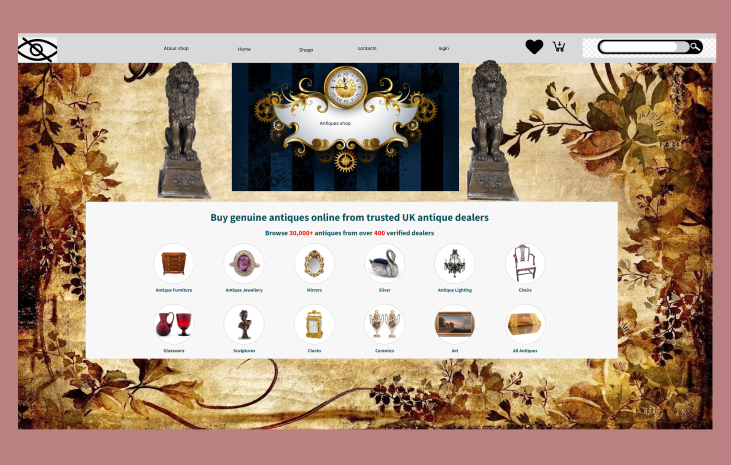 About shop
Home
Shopp
contacts
login
Antiques shop
Buy genuine antiques online from trusted UK antique dealers
Browse 30,000+ antiques from over 400 verified dealers
Antique Furniture
Antique Jewellery
Mirrors
Silver
Antique Lighting
Chairs
Glassware
Sculptures
Clocks
Ceramics
Art
All Antiques